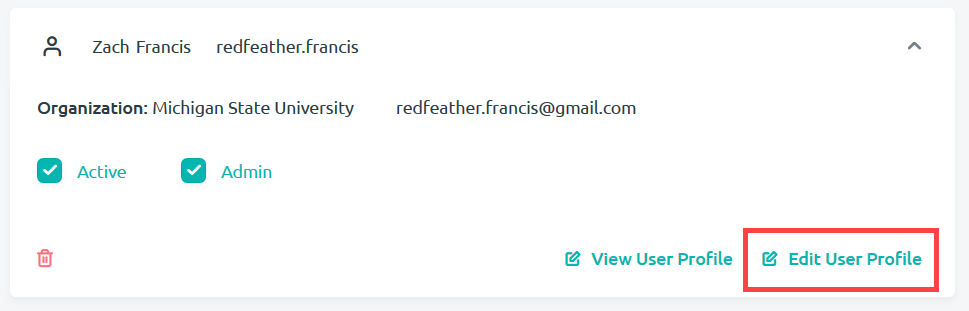 Zach Francis redfeather.francis
Organization: Michigan State University redfeather.francis@gmail.com
Active Admin
View User Profile Edit User Profile